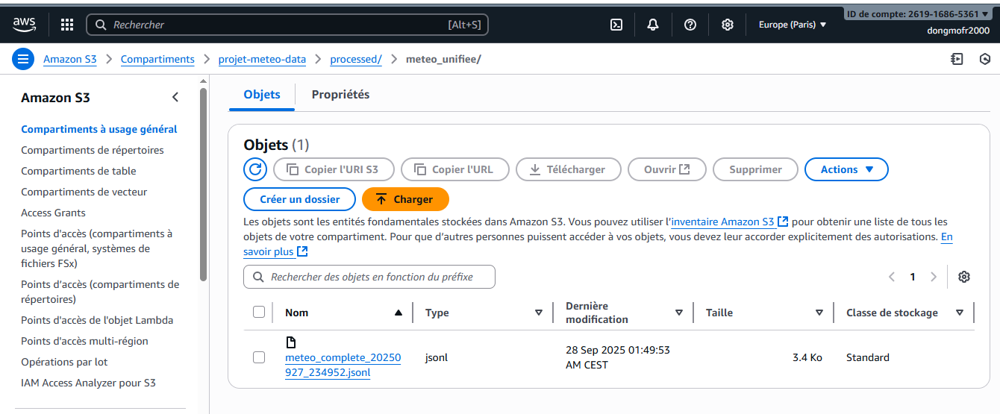 aws
Rechercher
[Alt+S]
Europe (Paris)
ID de compte: 2619-1686-5361
dongmofr2000
Amazon S3
Compartiments
projet-meteo-data
processed/
meteo_unifiee/
Amazon S3
Compartiments à usage général
Compartiments de répertoires
Compartiments de table
Compartiments de vecteur
Access Grants
Points d'accès (compartiments à
usage général, systèmes de
fichiers FSx)
Points d'accès (compartiments de
répertoires)
Points d'accès de l'objet Lambda
Points d'accès multi-région
Opérations par lot
IAM Access Analyzer pour S3
Objets
Propriétés
Objets (1)
Copier l'URI S3
Copier l'URL
Télécharger
Ouvrir
Supprimer
Actions
Créer un dossier
Charger
Les objets sont les entités fondamentales stockées dans Amazon S3. Vous pouvez utiliser l'inventaire Amazon S3 pour obtenir une liste de tous les
objets de votre compartiment. Pour que d'autres personnes puissent accéder à vos objets, vous devez leur accorder explicitement des autorisations. En
savoir plus
Rechercher des objets en fonction du préfixe
1
Nom
Type
Dernière
modification
Taille
Classe de stockage
meteo_complete_20250
927_234952.jsonl
jsonl
28 Sep 2025 01:49:53
AM CEST
3.4 Ko
Standard